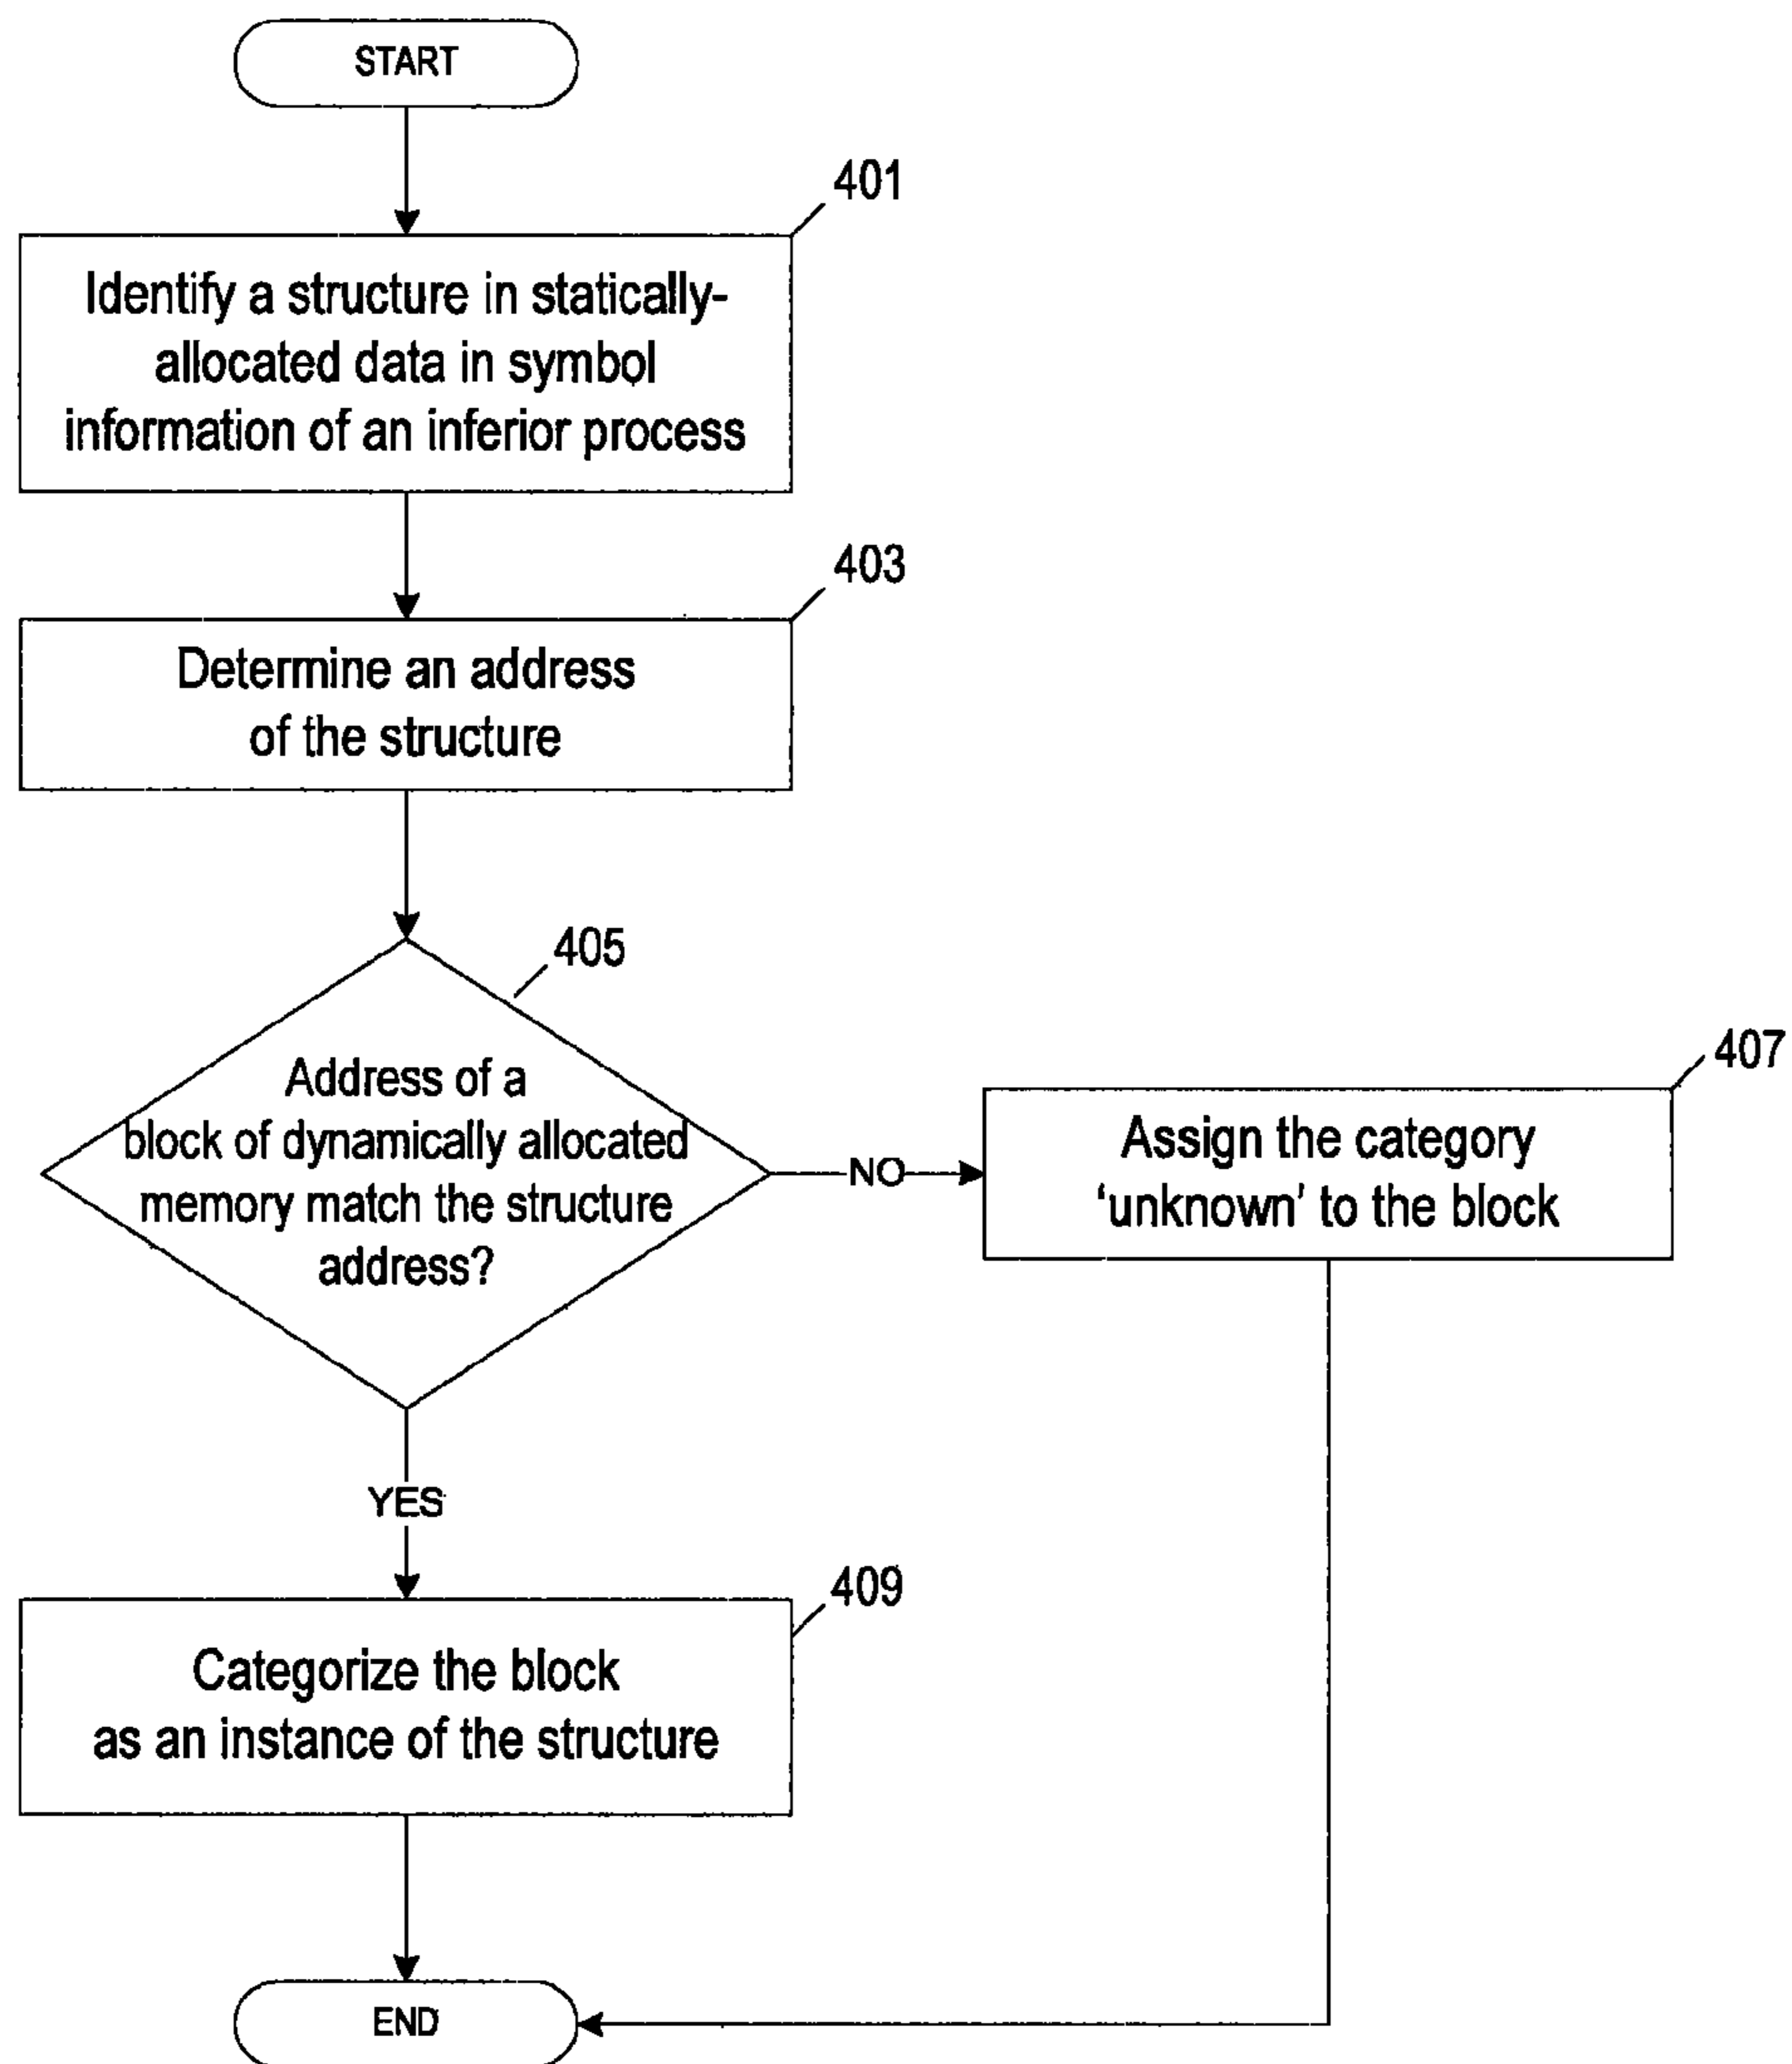 START
401
Identify a structure in statically-
allocated data in symbol
information of an inferior process
403
Determine an address
of the structure
405
Address of a
block of dynamically allocated
memory match the structure
address?
NO
407
Assign the category
‘unknown’ to the block
YES
409
Categorize the block
as an instance of the structure
END